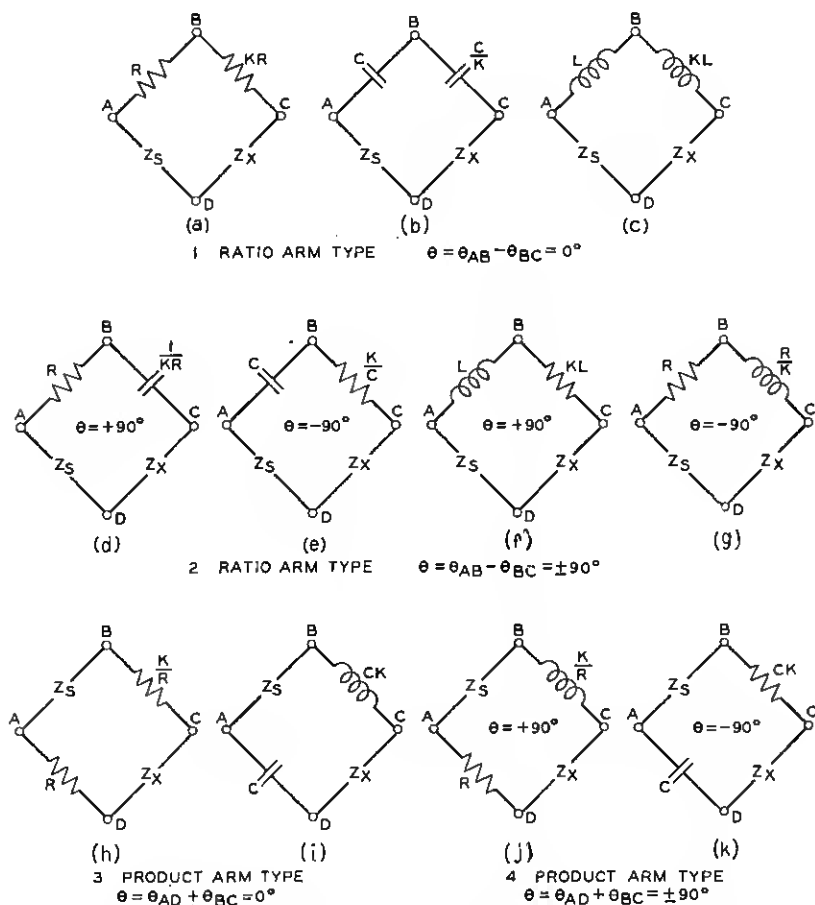 B B B
R KR C C/K L KL
A C A C A C
ZS ZX ZS ZX ZS ZX
D D D
(a) (b) (c)
1 RATIO ARM TYPE θ = θAB − θBC = 0°
B B B B
R 1/KR C K/C L KL R R/K
A C A C A C A C
θ = +90° θ = −90° θ = +90° θ = −90°
ZS ZX ZS ZX ZS ZX ZS ZX
D D D D
(d) (e) (f) (g)
2 RATIO ARM TYPE θ = θAB − θBC = ±90°
B B B B
ZS K/R ZS CK ZS K/R ZS CK
A C A C A C A C
θ = +90° θ = −90°
R ZX C ZX R ZX C ZX
D D D D
(h) (i) (j) (k)
3 PRODUCT ARM TYPE 4 PRODUCT ARM TYPE
θ = θAD + θBC = 0° θ = θAD + θBC = ±90°